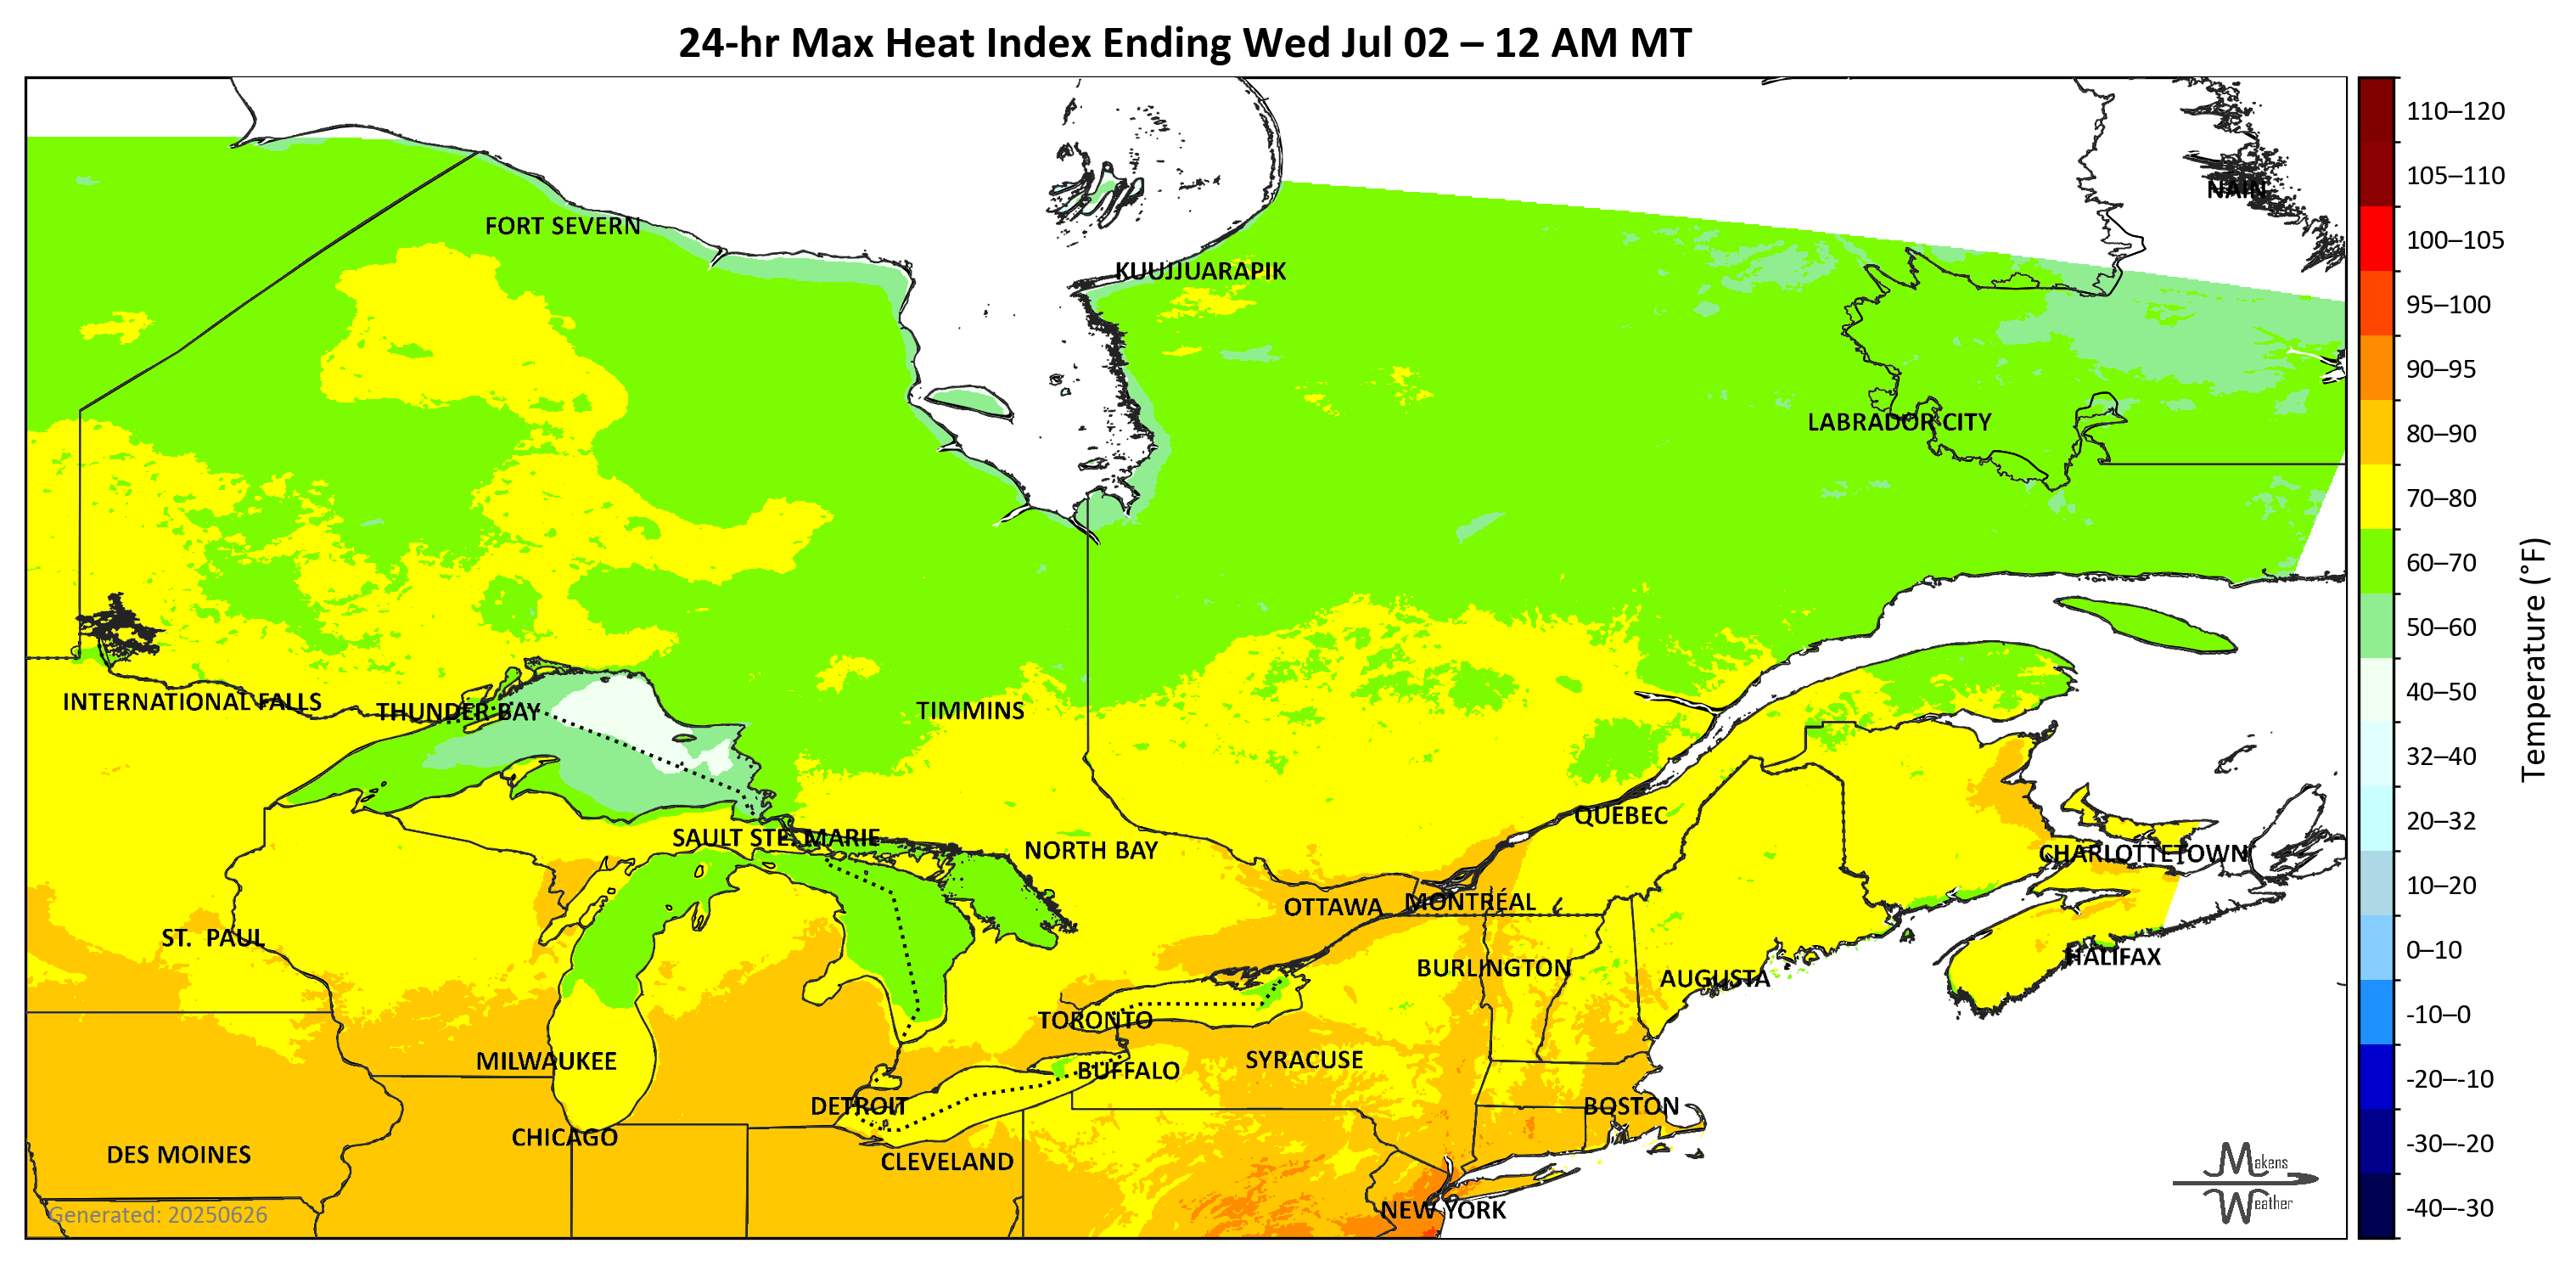 24-hr Max Heat Index Ending Wed Jul 02 – 12 AM MT
110–120
105–110
100–105
95–100
90–95
80–90
70–80
60–70
50–60
40–50
32–40
20–32
10–20
0–10
-10–0
-20–-10
-30–-20
-40–-30
Temperature (°F)
NAIN
FORT SEVERN
KUUJJUARAPIK
LABRADOR CITY
INTERNATIONAL FALLS
THUNDER BAY
TIMMINS
QUÉBEC
SAULT STE. MARIE
NORTH BAY
CHARLOTTETOWN
OTTAWA
MONTRÉAL
ST. PAUL
HALIFAX
BURLINGTON
AUGUSTA
TORONTO
MILWAUKEE
SYRACUSE
BUFFALO
DETROIT
BOSTON
CHICAGO
DES MOINES
CLEVELAND
NEW YORK
Generated: 20250626
Makens
Weather